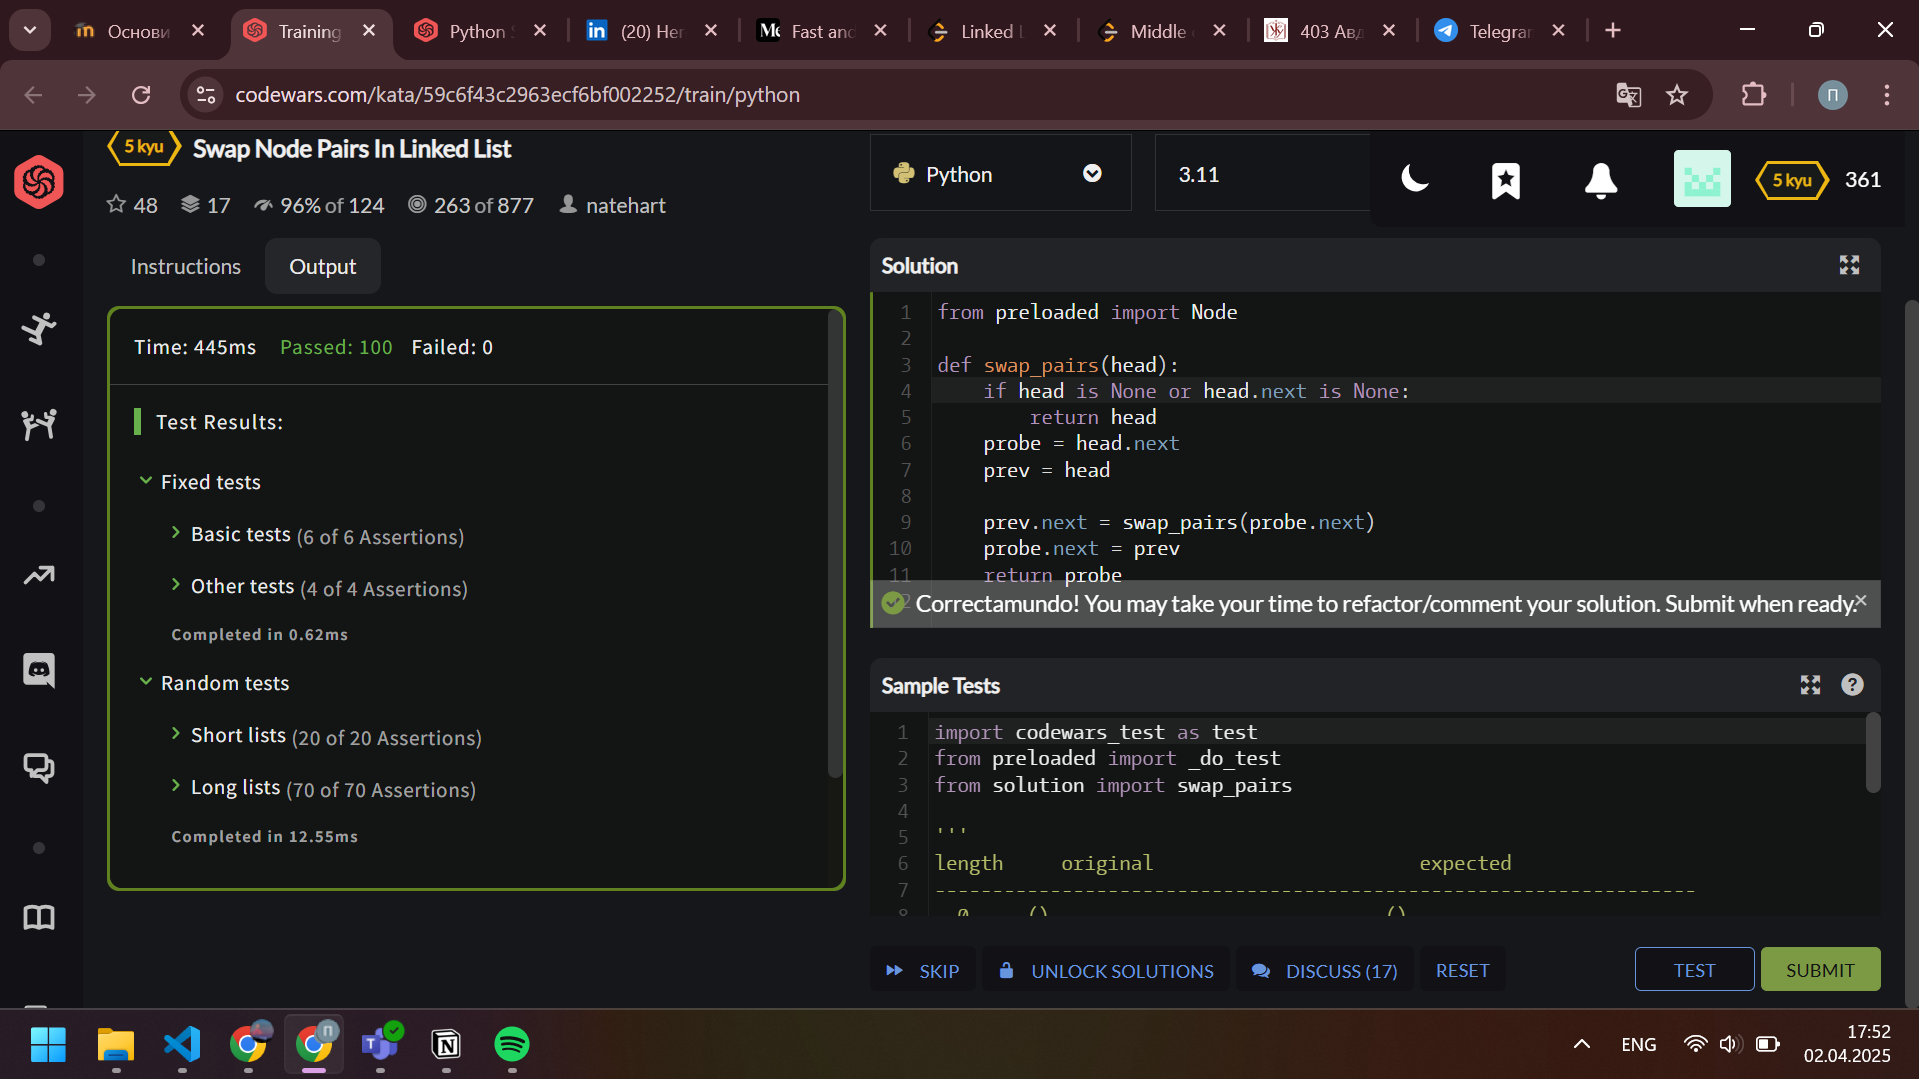 Основи
Training
Python
(20) Her
Fast and
Linked L
Middle
403 Авд
Telegram
codewars.com/kata/59c6f43c2963ecf6bf002252/train/python
П
5 kyu
Swap Node Pairs In Linked List
48 17 96% of 124 263 of 877 natehart
Python
3.11
5 kyu
361
Instructions
Output
Time: 445ms Passed: 100 Failed: 0
Test Results:
Fixed tests
Basic tests (6 of 6 Assertions)
Other tests (4 of 4 Assertions)
Completed in 0.62ms
Random tests
Short lists (20 of 20 Assertions)
Long lists (70 of 70 Assertions)
Completed in 12.55ms
Solution
1 from preloaded import Node
2
3 def swap_pairs(head):
4 if head is None or head.next is None:
5 return head
6 probe = head.next
7 prev = head
8
9 prev.next = swap_pairs(probe.next)
10 probe.next = prev
11 return probe
Correctamundo! You may take your time to refactor/comment your solution. Submit when ready.
Sample Tests
1 import codewars_test as test
2 from preloaded import _do_test
3 from solution import swap_pairs
4
5 '''
6 length original expected
7 ------------------------------------------------------------------
8 0 () ()
SKIP
UNLOCK SOLUTIONS
DISCUSS (17)
RESET
TEST
SUBMIT
ENG
17:52
02.04.2025